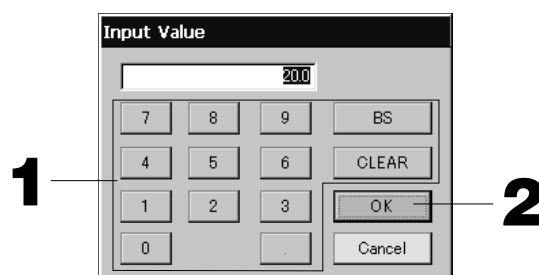 Input Value
20.0
7 8 9 BS
4 5 6 CLEAR
1
1 2 3 OK
2
0 . Cancel